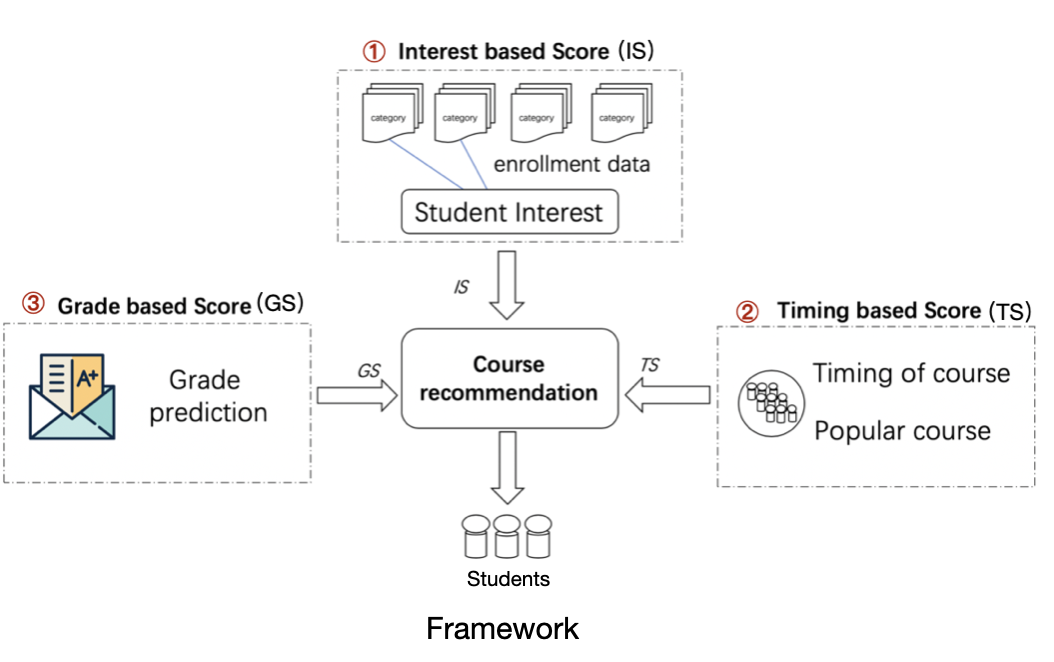 ① Interest based Score (IS)
category category category category
enrollment data
Student Interest
IS
③ Grade based Score (GS)
A+
Grade
prediction
GS
Course
recommendation
TS
② Timing based Score (TS)
Timing of course
Popular course
Students
Framework